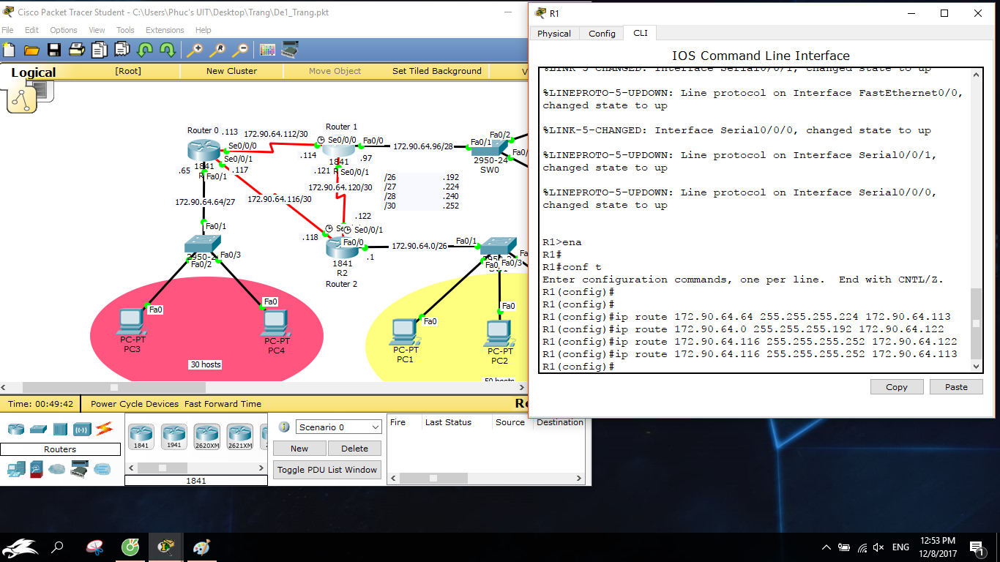 Cisco Packet Tracer Student - C:\Users\Phuc's UIT\Desktop\Trang\De1_Trang.pkt
File Edit Options View Tools Extensions Help
Logical [Root] New Cluster Move Object Set Tiled Background V
Router 0
.113
172.90.64.112/30
Router 1
Se0/0/0
Se0/0/0
Fa0/0
172.90.64.96/28
Fa0/1
Fa0/2
Fa0/
2950-24
SW0
1841
Se0/0/1
.65
Fa0/1
.117
.114
1841
.97
.121
Se0/0/1
172.90.64.120/30
172.90.64.64/27
172.90.64.116/30
/26 .192
/27 .224
/28 .240
/30 .252
.122
Fa0/1
Se0/0/1
.118
Fa0/0
172.90.64.0/26
Fa0/1
.1
1841
R2
Router 2
Fa0/3
Fa0/2
Fa0/3
Fa0
Fa0
PC-PT
PC3
PC-PT
PC4
30 hosts
Fa0
Fa0
PC-PT
PC1
PC-PT
PC2
50 hosts
Time: 00:49:42 Power Cycle Devices Fast Forward Time Re
Routers
1841 1941 2620XM 2621XM
1841
Scenario 0
New Delete
Toggle PDU List Window
Fire Last Status Source Destination
R1
Physical Config CLI
IOS Command Line Interface
%LINK-5-CHANGED: Interface Serial0/0/1, changed state to up
%LINEPROTO-5-UPDOWN: Line protocol on Interface FastEthernet0/0,
changed state to up
%LINK-5-CHANGED: Interface Serial0/0/0, changed state to up
%LINEPROTO-5-UPDOWN: Line protocol on Interface Serial0/0/1,
changed state to up
%LINEPROTO-5-UPDOWN: Line protocol on Interface Serial0/0/0,
changed state to up
R1>ena
R1#
R1#conf t
Enter configuration commands, one per line.  End with CNTL/Z.
R1(config)#
R1(config)#
R1(config)#ip route 172.90.64.64 255.255.255.224 172.90.64.113
R1(config)#ip route 172.90.64.0 255.255.255.192 172.90.64.122
R1(config)#ip route 172.90.64.116 255.255.255.252 172.90.64.122
R1(config)#ip route 172.90.64.116 255.255.255.252 172.90.64.113
R1(config)#
Copy Paste
ENG
12:53 PM
12/8/2017
1